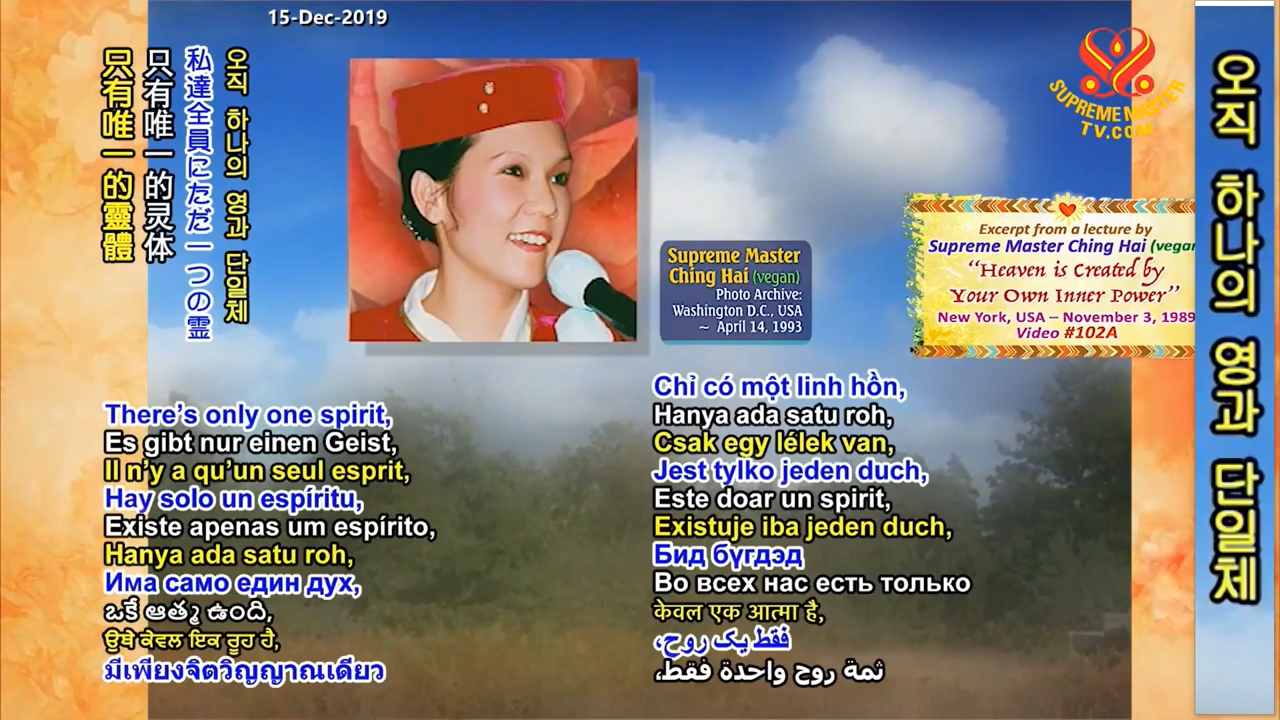 15-Dec-2019
SUPREME MASTER
TV.COM
오직 하나의 영과 단일체
私達全員にただ一つの霊
只有唯一的灵体
只有唯一的靈體
오직 하나의 영과 단일체
Supreme Master
Ching Hai (vegan)
Photo Archive:
Washington D.C., USA
~ April 14, 1993
Excerpt from a lecture by
Supreme Master Ching Hai (vegan
“Heaven is Created by
Your Own Inner Power”
New York, USA – November 3, 1989
Video #102A
There’s only one spirit,
Es gibt nur einen Geist,
Il n’y a qu’un seul esprit,
Hay solo un espíritu,
Existe apenas um espírito,
Hanya ada satu roh,
Има само един дух,
ఒకే ఆత్మ ఉంది,
ਉਥੇ ਕੇਵਲ ਇਕ ਰੂਹ ਹੈ,
มีเพียงจิตวิญญาณเดียว
Chỉ có một linh hồn,
Hanya ada satu roh,
Csak egy lélek van,
Jest tylko jeden duch,
Este doar un spirit,
Existuje iba jeden duch,
Бид бүгдэд
Во всех нас есть только
केवल एक आत्मा है,
فقط یک روح،
ثمة روح واحدة فقط،